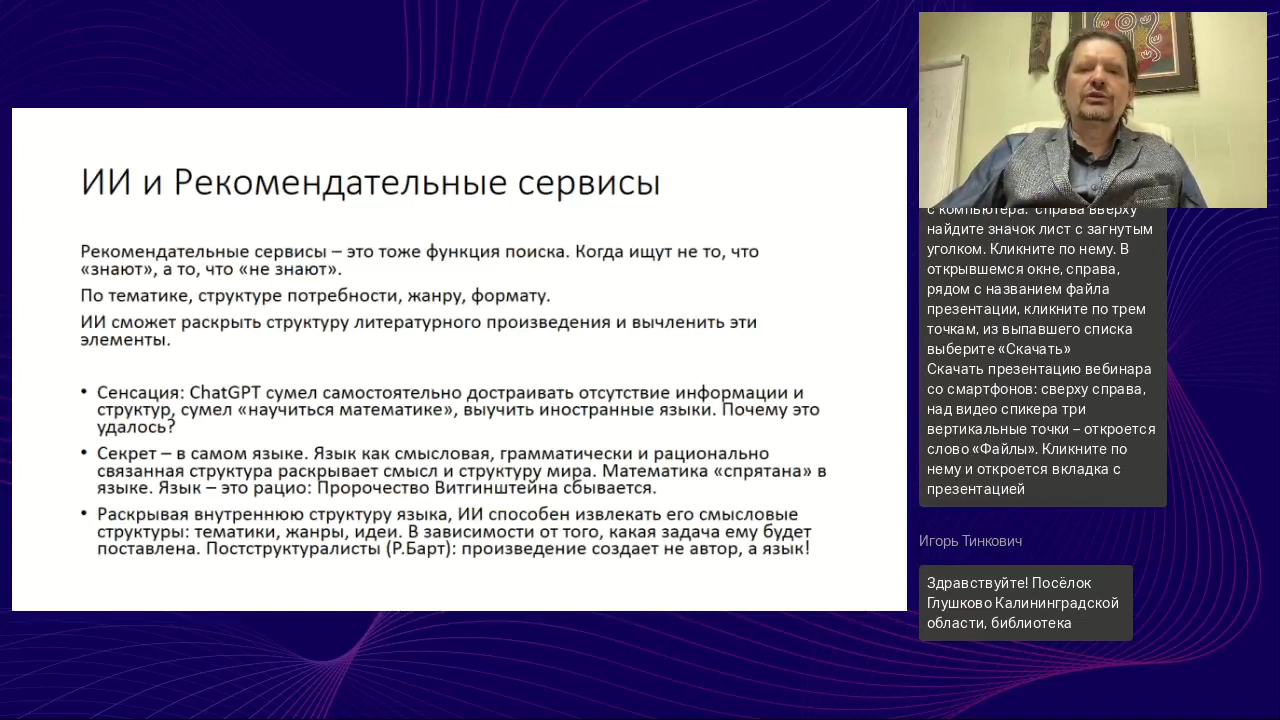 ИИ и Рекомендательные сервисы
Рекомендательные сервисы – это тоже функция поиска. Когда ищут не то, что
«знают», а то, что «не знают».
По тематике, структуре потребности, жанру, формату.
ИИ сможет раскрыть структуру литературного произведения и вычленить эти
элементы.
• Сенсация: ChatGPT сумел самостоятельно достраивать отсутствие информации и
структур, сумел «научиться математике», выучить иностранные языки. Почему это
удалось?
• Секрет – в самом языке. Язык как смысловая, грамматически и рационально
связанная структура раскрывает смысл и структуру мира. Математика «спрятана» в
языке. Язык – это рацио: Пророчество Витгинштейна сбывается.
• Раскрывая внутреннюю структуру языка, ИИ способен извлекать его смысловые
структуры: тематики, жанры, идеи. В зависимости от того, какая задача ему будет
поставлена. Постструктуралисты (Р.Барт): произведение создает не автор, а язык!
с компьютера: справа вверху
найдите значок лист с загнутым
уголком. Кликните по нему. В
открывшемся окне, справа,
рядом с названием файла
презентации, кликните по трем
точкам, из выпавшего списка
выберите «Скачать»
Скачать презентацию вебинара
со смартфонов: сверху справа,
над видео спикера три
вертикальные точки – откроется
слово «Файлы». Кликните по
нему и откроется вкладка с
презентацией
Игорь Тинкович
Здравствуйте! Посёлок
Глушково Калининградской
области, библиотека